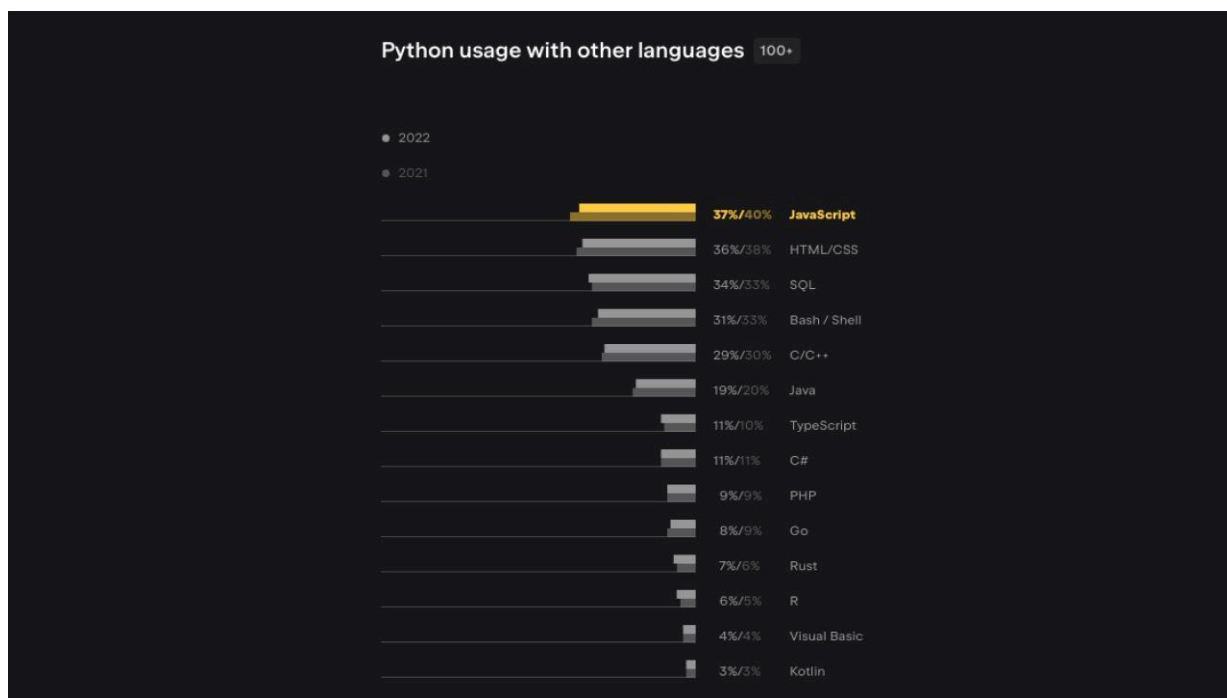 Python usage with other languages 100+
2022
2021
37%/40% JavaScript
36%/38% HTML/CSS
34%/33% SQL
31%/33% Bash / Shell
29%/30% C/C++
19%/20% Java
11%/10% TypeScript
11%/11% C#
9%/9% PHP
8%/9% Go
7%/6% Rust
6%/5% R
4%/4% Visual Basic
3%/3% Kotlin